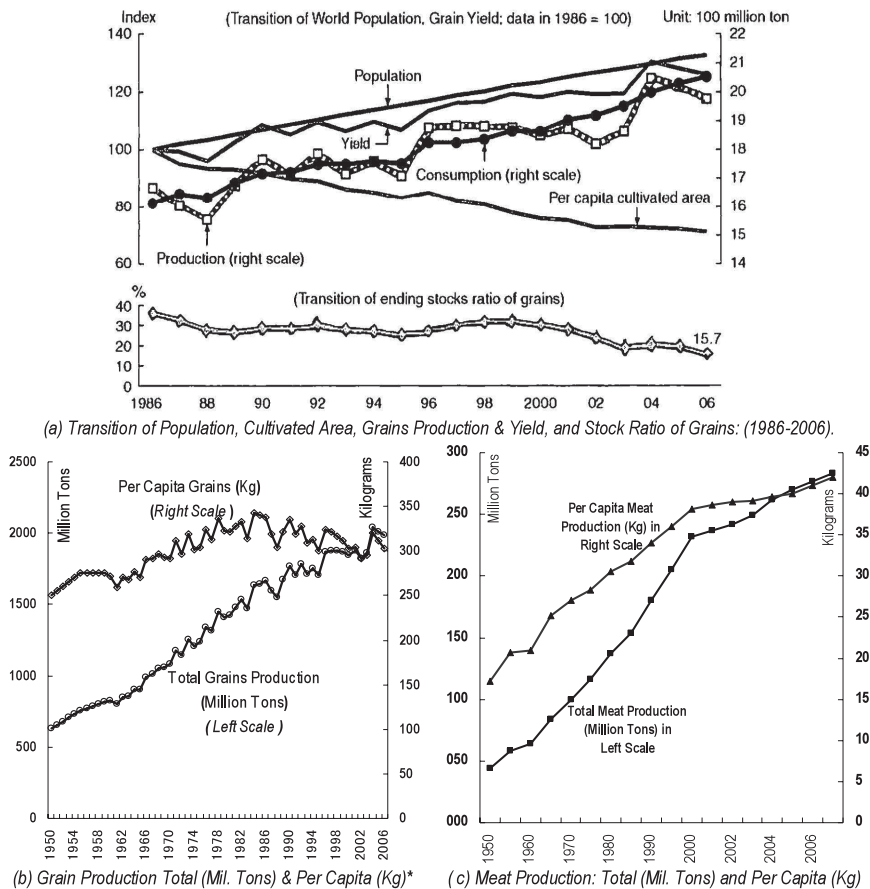 Index (Transition of World Population, Grain Yield; data in 1986 = 100) Unit: 100 million ton
140
120
100
80
60
22
21
20
19
18
17
16
15
14
Population
Yield
Consumption (right scale)
Per capita cultivated area
Production (right scale)
%
(Transition of ending stocks ratio of grains)
40
30
20
10
0
15.7
1986 88 90 92 94 96 98 2000 02 04 06
(a) Transition of Population, Cultivated Area, Grains Production & Yield, and Stock Ratio of Grains: (1986-2006).
2500
2000
1500
1000
500
0
Million Tons
Per Capita Grains (Kg)
(Right Scale)
Kilograms
400
350
300
250
200
150
100
50
0
Total Grains Production
(Million Tons)
(Left Scale)
1950 1954 1958 1962 1966 1970 1974 1978 1982 1986 1990 1994 1998 2002 2006
(b) Grain Production Total (Mil. Tons) & Per Capita (Kg)*
300
250
200
150
100
050
000
Million Tons
Per Capita Meat
Production (Kg) in
Right Scale
Kilograms
45
40
35
30
25
20
15
10
5
0
Total Meat Production
(Million Tons) in
Left Scale
1950 1960 1970 1980 1990 2000 2002 2004 2006
(c) Meat Production: Total (Mil. Tons) and Per Capita (Kg)